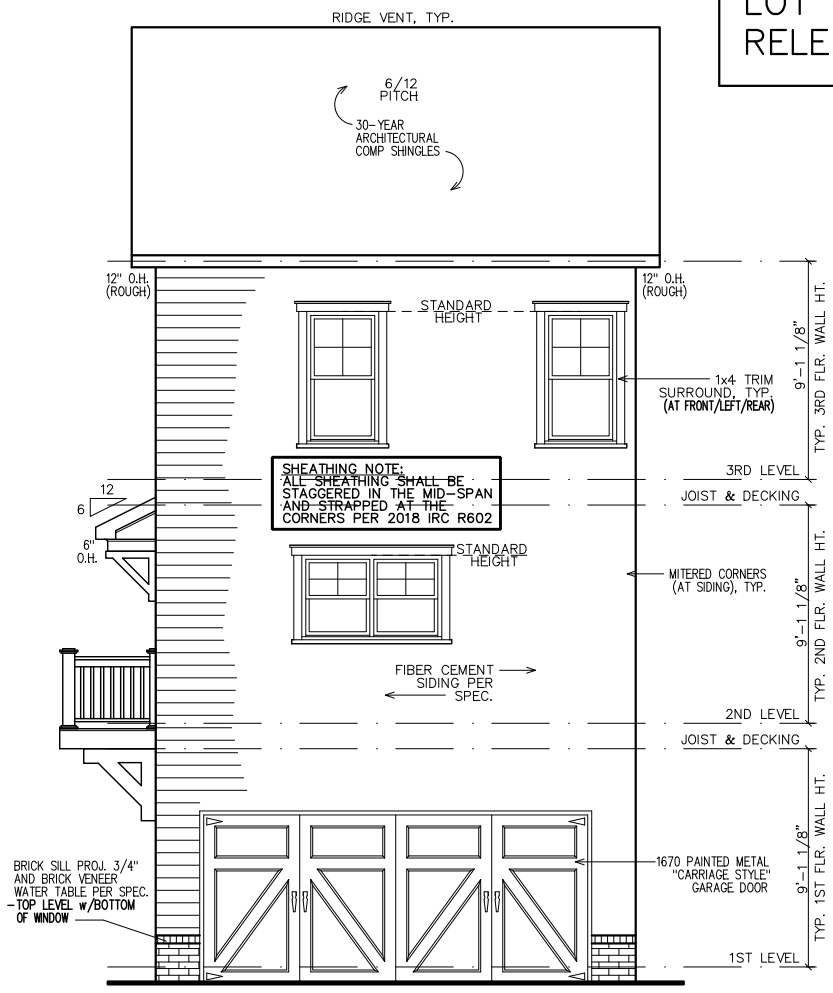 LOT
RELE
RIDGE VENT, TYP.
6/12
PITCH
30-YEAR
ARCHITECTURAL
COMP SHINGLES
12" O.H.
(ROUGH)
12" O.H.
(ROUGH)
STANDARD
HEIGHT
1x4 TRIM
SURROUND, TYP.
(AT FRONT/LEFT/REAR)
9'-1 1/8"
TYP. 3RD FLR. WALL HT.
SHEATHING NOTE:
ALL SHEATHING SHALL BE
STAGGERED IN THE MID-SPAN
AND STRAPPED AT THE
CORNERS PER 2018 IRC R602
3RD LEVEL
JOIST & DECKING
12
6
6"
O.H.
STANDARD
HEIGHT
MITERED CORNERS
(AT SIDING), TYP.
9'-1 1/8"
TYP. 2ND FLR. WALL HT.
FIBER CEMENT
SIDING PER
SPEC.
2ND LEVEL
JOIST & DECKING
BRICK SILL PROJ. 3/4"
AND BRICK VENEER
WATER TABLE PER SPEC.
-TOP LEVEL w/BOTTOM
OF WINDOW
1670 PAINTED METAL
"CARRIAGE STYLE"
GARAGE DOOR
9'-1 1/8"
TYP. 1ST FLR. WALL HT.
1ST LEVEL